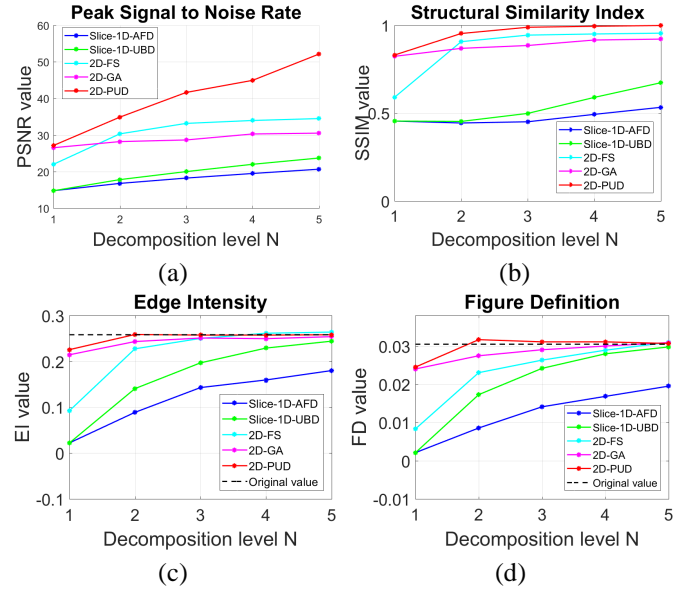 Peak Signal to Noise Rate
60
50
40
30
20
10
PSNR value
Slice-1D-AFD
Slice-1D-UBD
2D-FS
2D-GA
2D-PUD
1 2 3 4 5
Decomposition level N
(a)
Structural Similarity Index
1
0.5
0
SSIM value
Slice-1D-AFD
Slice-1D-UBD
2D-FS
2D-GA
2D-PUD
1 2 3 4 5
Decomposition level N
(b)
Edge Intensity
0.3
0.2
0.1
0
-0.1
EI value
Slice-1D-AFD
Slice-1D-UBD
2D-FS
2D-GA
2D-PUD
Original value
1 2 3 4 5
Decomposition level N
(c)
Figure Definition
0.03
0.02
0.01
0
-0.01
FD value
Slice-1D-AFD
Slice-1D-UBD
2D-FS
2D-GA
2D-PUD
Original value
1 2 3 4 5
Decomposition level N
(d)